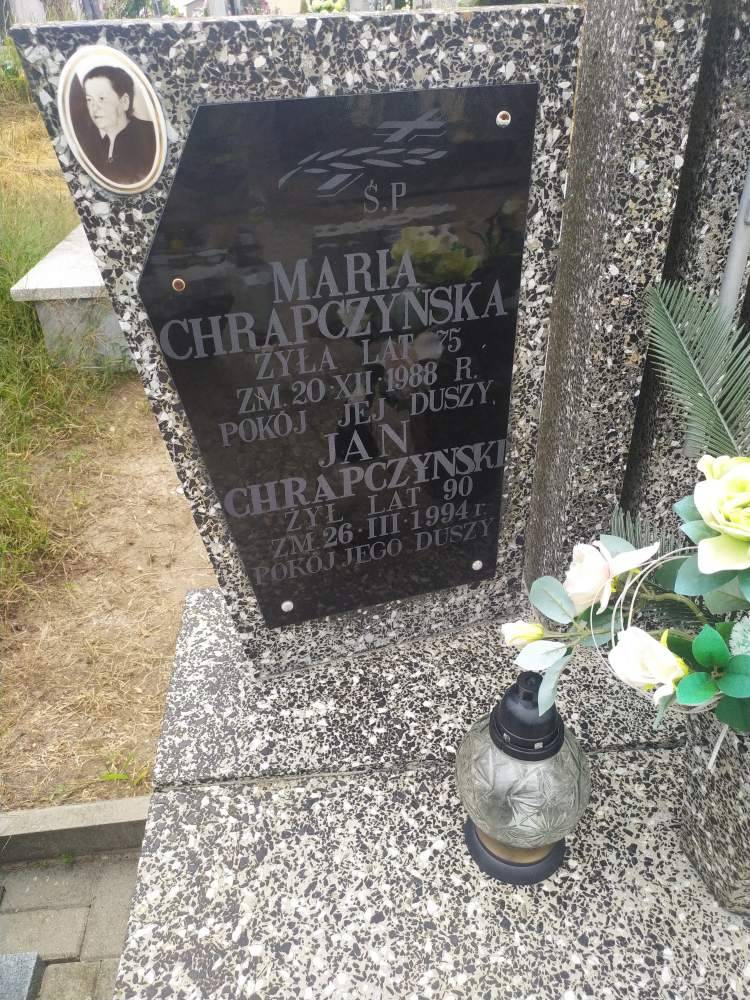 Ś.P
MARIA
CHRAPCZYŃSKA
ŻYŁA LAT 75
ZM. 20·XII·1988 R.
POKÓJ JEJ DUSZY
JAN
CHRAPCZYŃSKI
ŻYŁ LAT 90
ZM 26·III·1994 r.
POKÓJ JEGO DUSZY